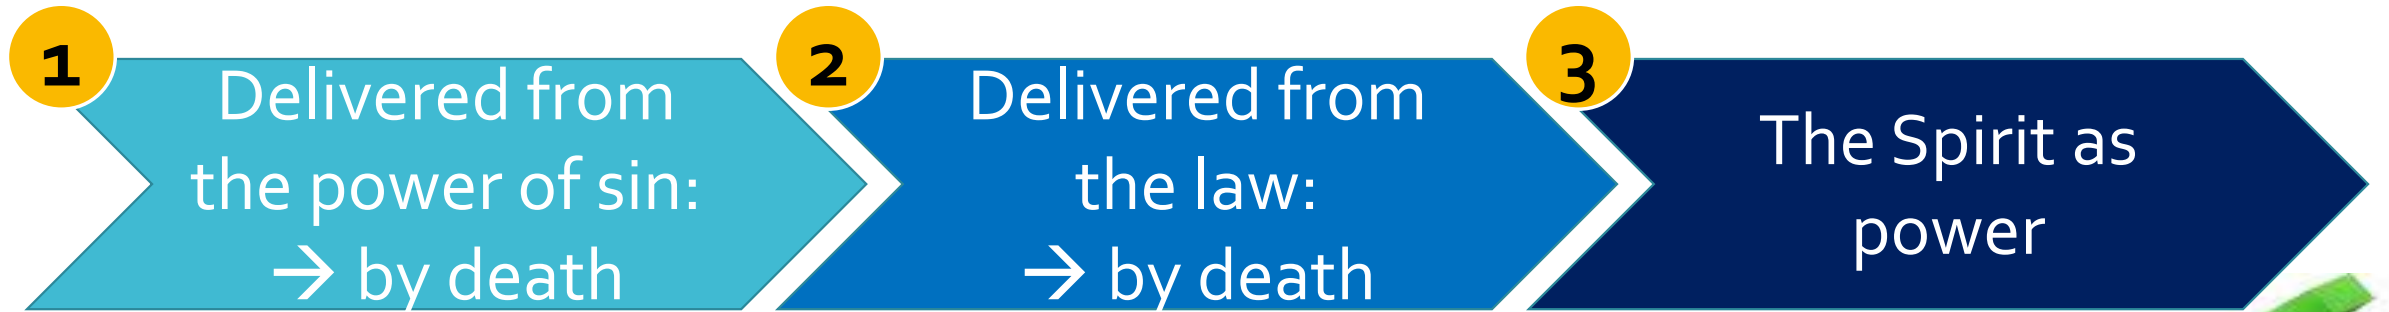 1
Delivered from
the power of sin:
→ by death
2
Delivered from
the law:
→ by death
3
The Spirit as
power